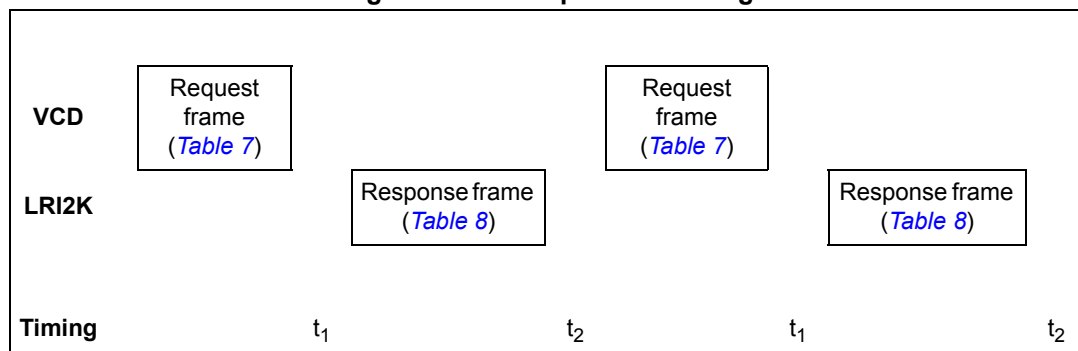 VCD
Request
frame
(Table 7)
Request
frame
(Table 7)
LRI2K
Response frame
(Table 8)
Response frame
(Table 8)
Timing t1 t2 t1 t2